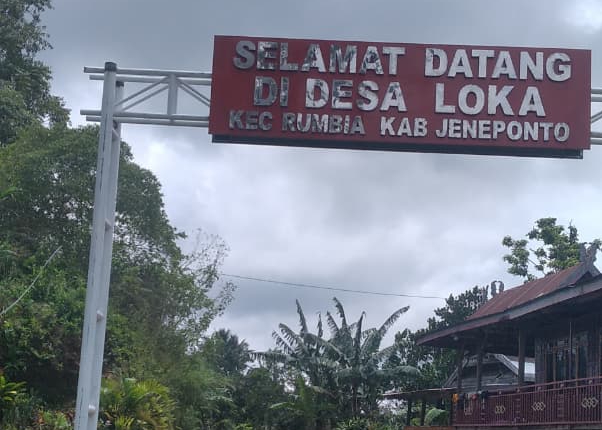 SELAMAT DATANG
DI DESA LOKA
KEC RUMBIA KAB JENEPONTO